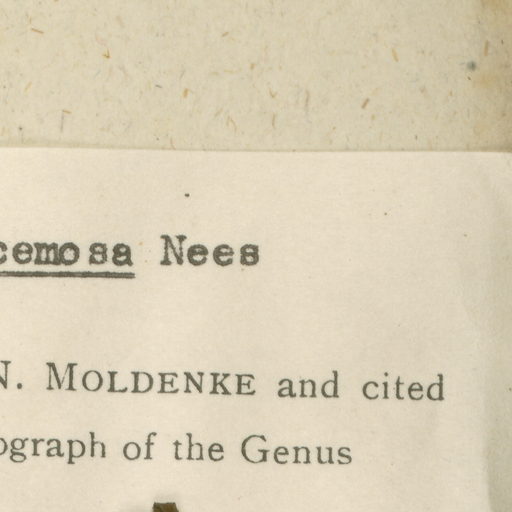 cemosa Nees
N. MOLDENKE and cited
ograph of the Genus